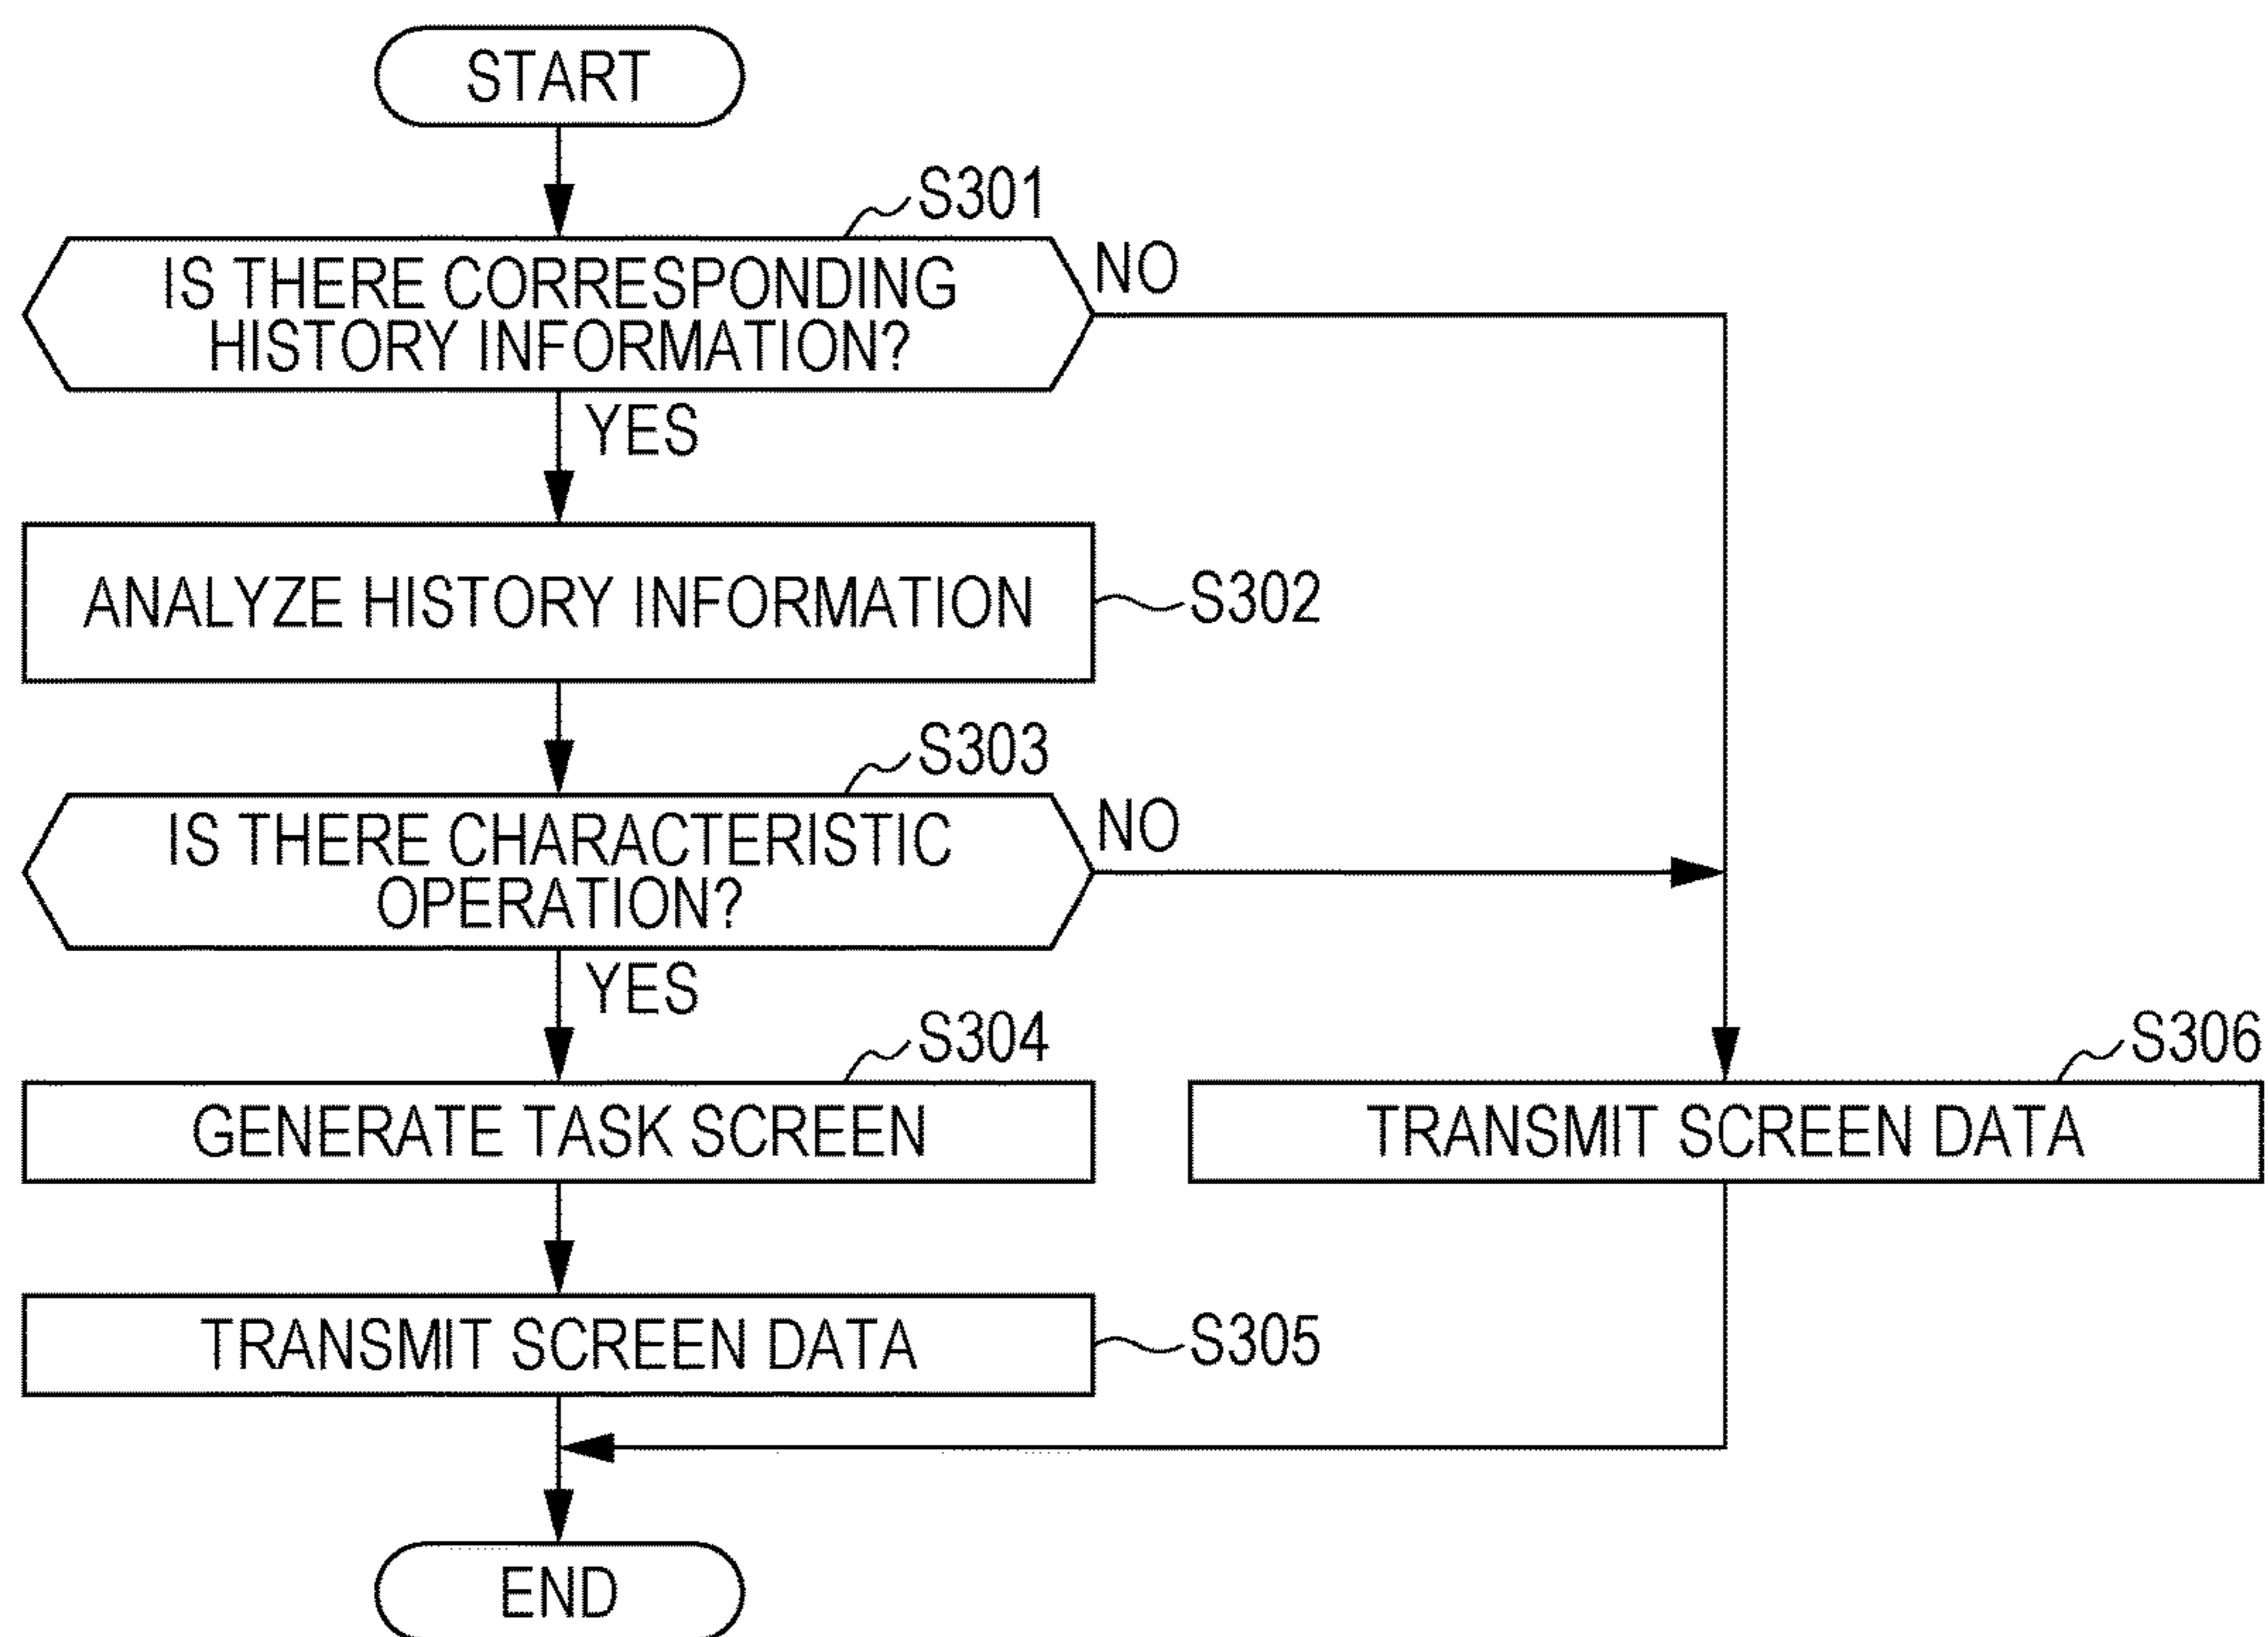 START
S301
IS THERE CORRESPONDING
HISTORY INFORMATION?
NO
YES
ANALYZE HISTORY INFORMATION
S302
S303
IS THERE CHARACTERISTIC
OPERATION?
NO
YES
S304
GENERATE TASK SCREEN
S306
TRANSMIT SCREEN DATA
TRANSMIT SCREEN DATA
S305
END